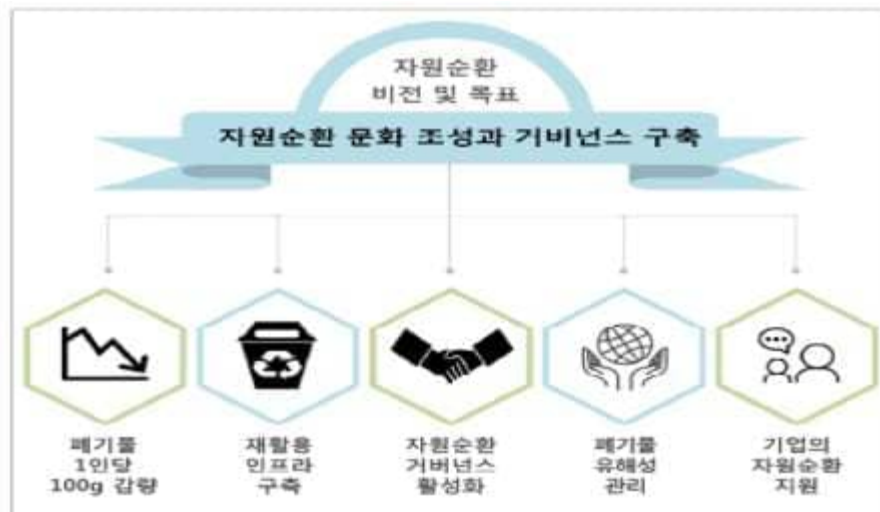 자원순환
비전 및 목표
자원순환 문화 조성과 거비넌스 구축
폐기물
1인당
100g 감량
재활용
인프라
구축
자원순환
거버넌스
활성화
폐기물
유해성
관리
기업의
자원순환
지원